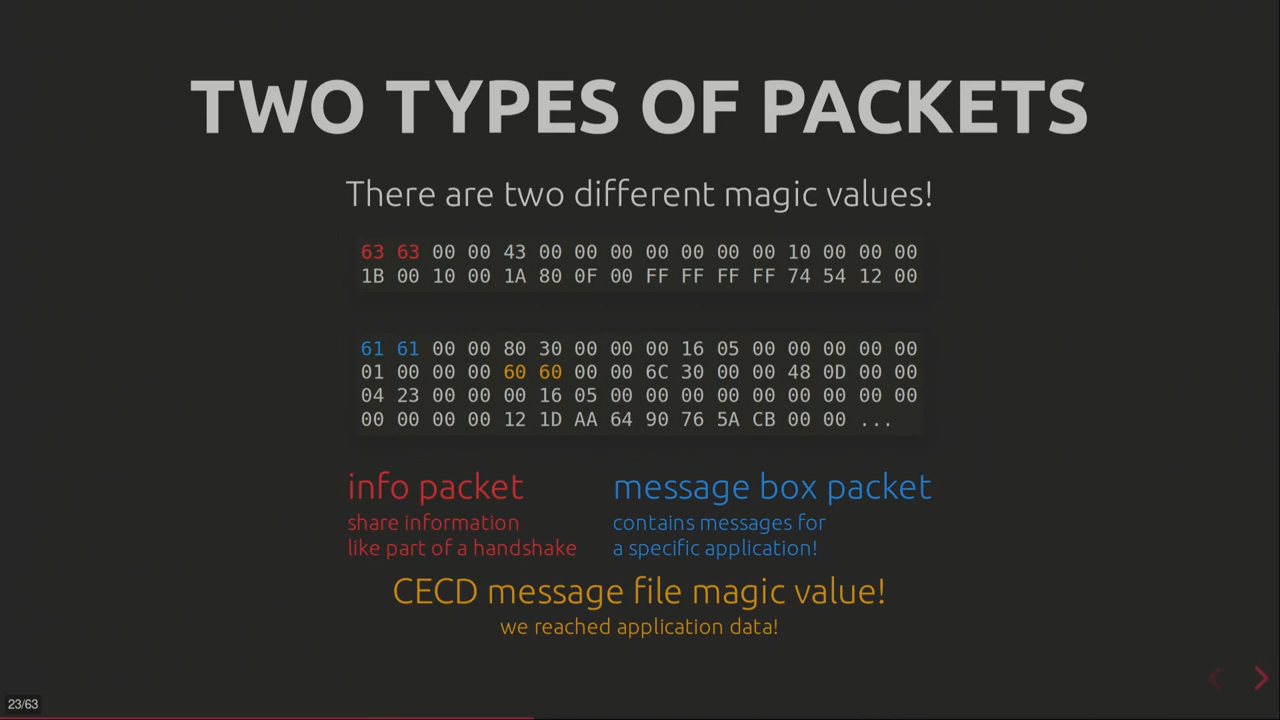 TWO TYPES OF PACKETS
There are two different magic values!
63 63 00 00 43 00 00 00 00 00 00 00 10 00 00 00
1B 00 10 00 1A 80 0F 00 FF FF FF FF 74 54 12 00
61 61 00 00 80 30 00 00 00 16 05 00 00 00 00 00
01 00 00 00 60 60 00 00 6C 30 00 00 48 0D 00 00
04 23 00 00 00 16 05 00 00 00 00 00 00 00 00 00
00 00 00 00 12 1D AA 64 90 76 5A CB 00 00 ...
info packet
share information
like part of a handshake
message box packet
contains messages for
a specific application!
CECD message file magic value!
we reached application data!
23/63